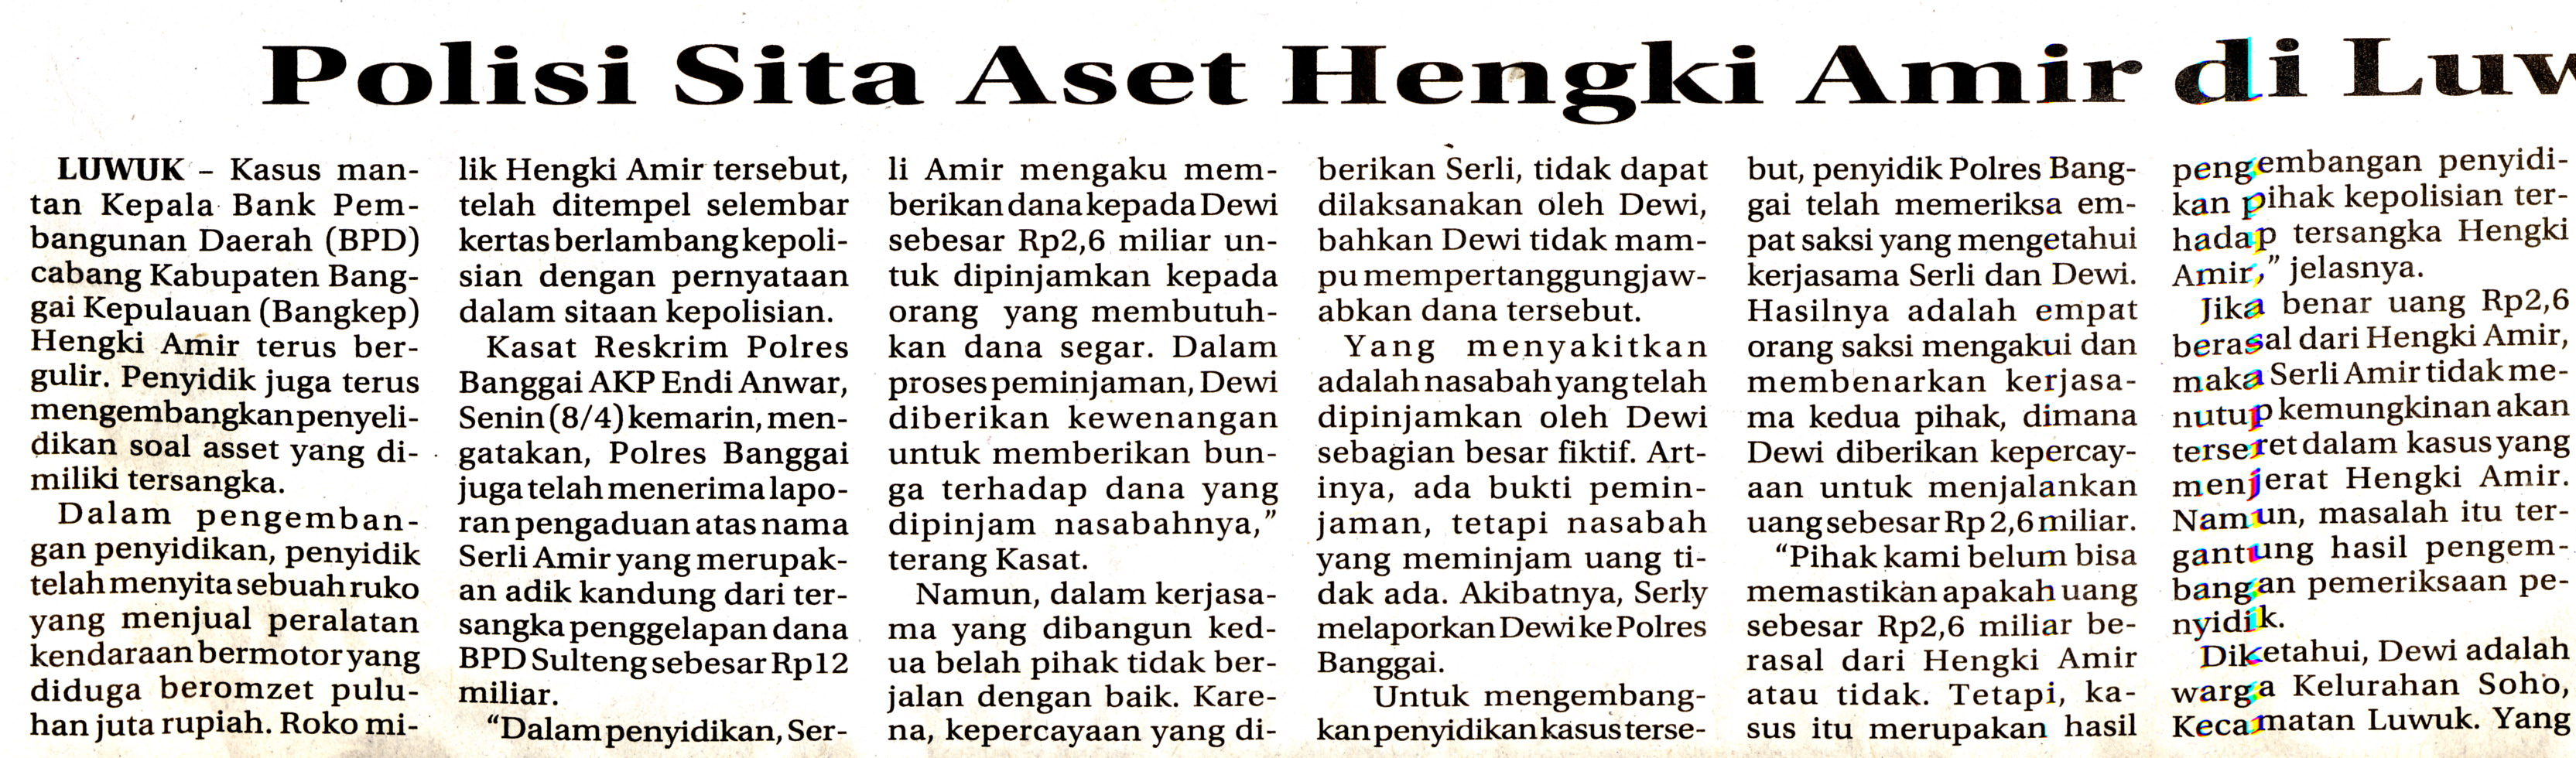 Polisi Sita Aset Hengki Amir di Luw
LUWUK – Kasus man-
tan Kepala Bank Pem-
bangunan Daerah (BPD)
cabang Kabupaten Bang-
gai Kepulauan (Bangkep)
Hengki Amir terus ber-
gulir. Penyidik juga terus
mengembangkan penyeli-
dikan soal asset yang di-
miliki tersangka.
Dalam pengemban-
gan penyidikan, penyidik
telah menyita sebuah ruko
yang menjual peralatan
kendaraan bermotor yang
diduga beromzet pulu-
han juta rupiah. Roko mi-
lik Hengki Amir tersebut,
telah ditempel selembar
kertas berlambang kepoli-
sian dengan pernyataan
dalam sitaan kepolisian.
Kasat Reskrim Polres
Banggai AKP Endi Anwar,
Senin (8/4) kemarin, men-
gatakan, Polres Banggai
juga telah menerima lapo-
ran pengaduan atas nama
Serli Amir yang merupak-
an adik kandung dari ter-
sangka penggelapan dana
BPD Sulteng sebesar Rp12
miliar.
“Dalam penyidikan, Ser-
li Amir mengaku mem-
berikan dana kepada Dewi
sebesar Rp2,6 miliar un-
tuk dipinjamkan kepada
orang yang membutuh-
kan dana segar. Dalam
proses peminjaman, Dewi
diberikan kewenangan
untuk memberikan bun-
ga terhadap dana yang
dipinjam nasabahnya,”
terang Kasat.
Namun, dalam kerjasa-
ma yang dibangun ked-
ua belah pihak tidak ber-
jalan dengan baik. Kare-
na, kepercayaan yang di-
berikan Serli, tidak dapat
dilaksanakan oleh Dewi,
bahkan Dewi tidak mam-
pu mempertanggungjaw-
abkan dana tersebut.
Yang menyakitkan
adalah nasabah yang telah
dipinjamkan oleh Dewi
sebagian besar fiktif. Art-
inya, ada bukti pemin-
jaman, tetapi nasabah
yang meminjam uang ti-
dak ada. Akibatnya, Serly
melaporkan Dewi ke Polres
Banggai.
Untuk mengembang-
kan penyidikan kasus terse-
but, penyidik Polres Bang-
gai telah memeriksa em-
pat saksi yang mengetahui
kerjasama Serli dan Dewi.
Hasilnya adalah empat
orang saksi mengakui dan
membenarkan kerjasa-
ma kedua pihak, dimana
Dewi diberikan kepercay-
aan untuk menjalankan
uang sebesar Rp 2,6 miliar.
“Pihak kami belum bisa
memastikan apakah uang
sebesar Rp2,6 miliar be-
rasal dari Hengki Amir
atau tidak. Tetapi, ka-
sus itu merupakan hasil
pengembangan penyidi-
kan pihak kepolisian ter-
hadap tersangka Hengki
Amir,” jelasnya.
Jika benar uang Rp2,6
berasal dari Hengki Amir,
maka Serli Amir tidak me-
nutup kemungkinan akan
terseret dalam kasus yang
menjerat Hengki Amir.
Namun, masalah itu ter-
gantung hasil pengem-
bangan pemeriksaan pe-
nyidik.
Diketahui, Dewi adalah
warga Kelurahan Soho,
Kecamatan Luwuk. Yang